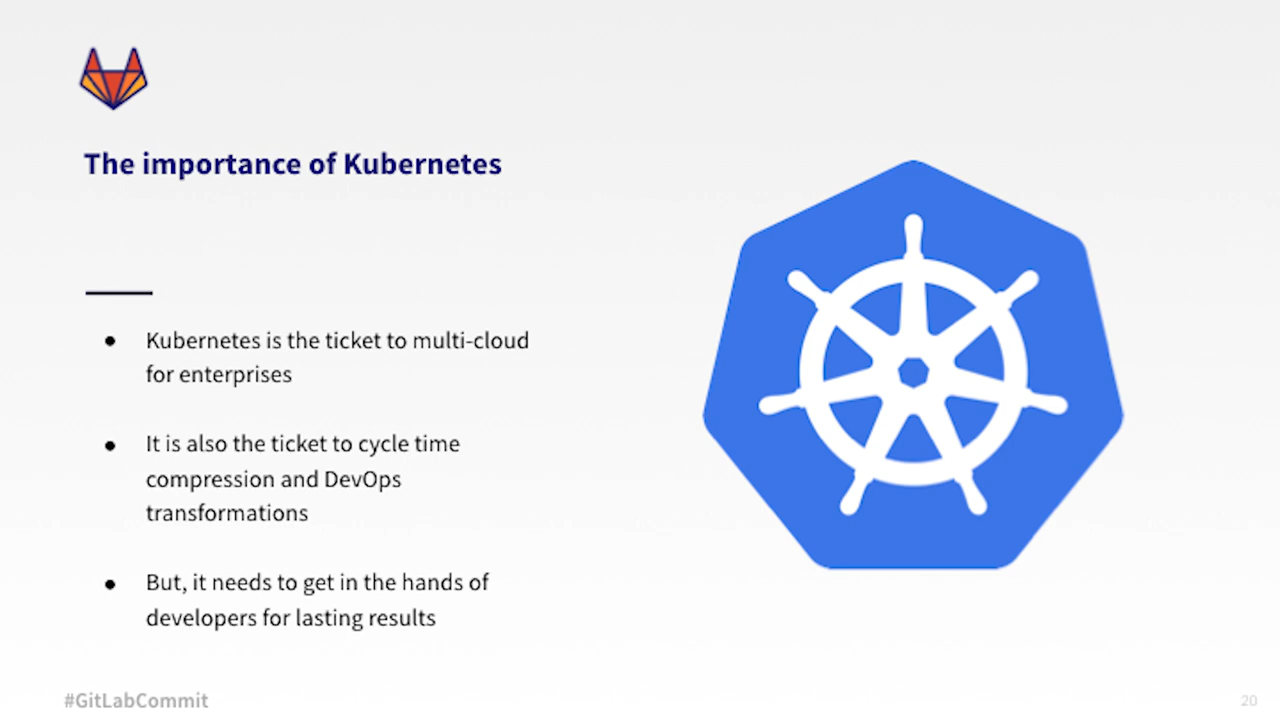 The importance of Kubernetes
● Kubernetes is the ticket to multi-cloud
for enterprises
● It is also the ticket to cycle time
compression and DevOps
transformations
● But, it needs to get in the hands of
developers for lasting results
#GitLabCommit
20